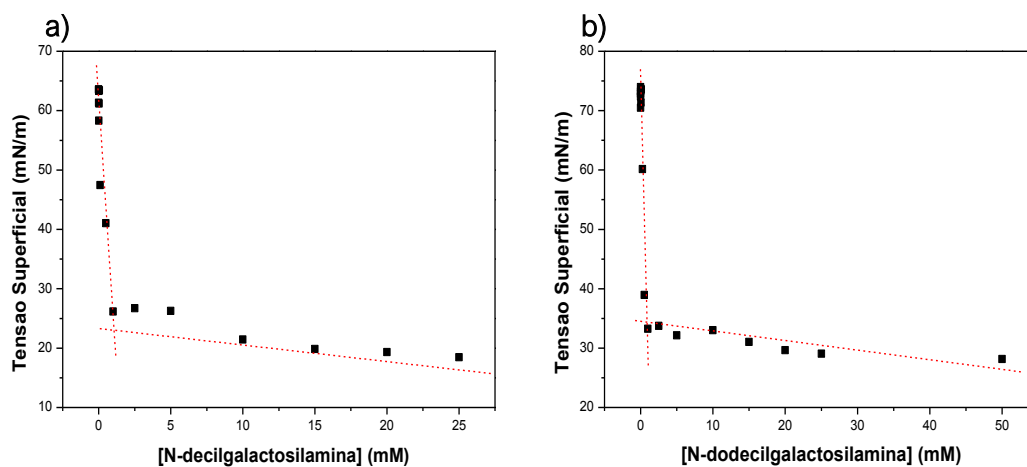 a)
70
60
50
40
30
20
10
Tensao Superficial (mN/m)
0 5 10 15 20 25
[N-decilgalactosilamina] (mM)
b)
80
70
60
50
40
30
20
Tensao Superficial (mN/m)
0 10 20 30 40 50
[N-dodecilgalactosilamina] (mM)